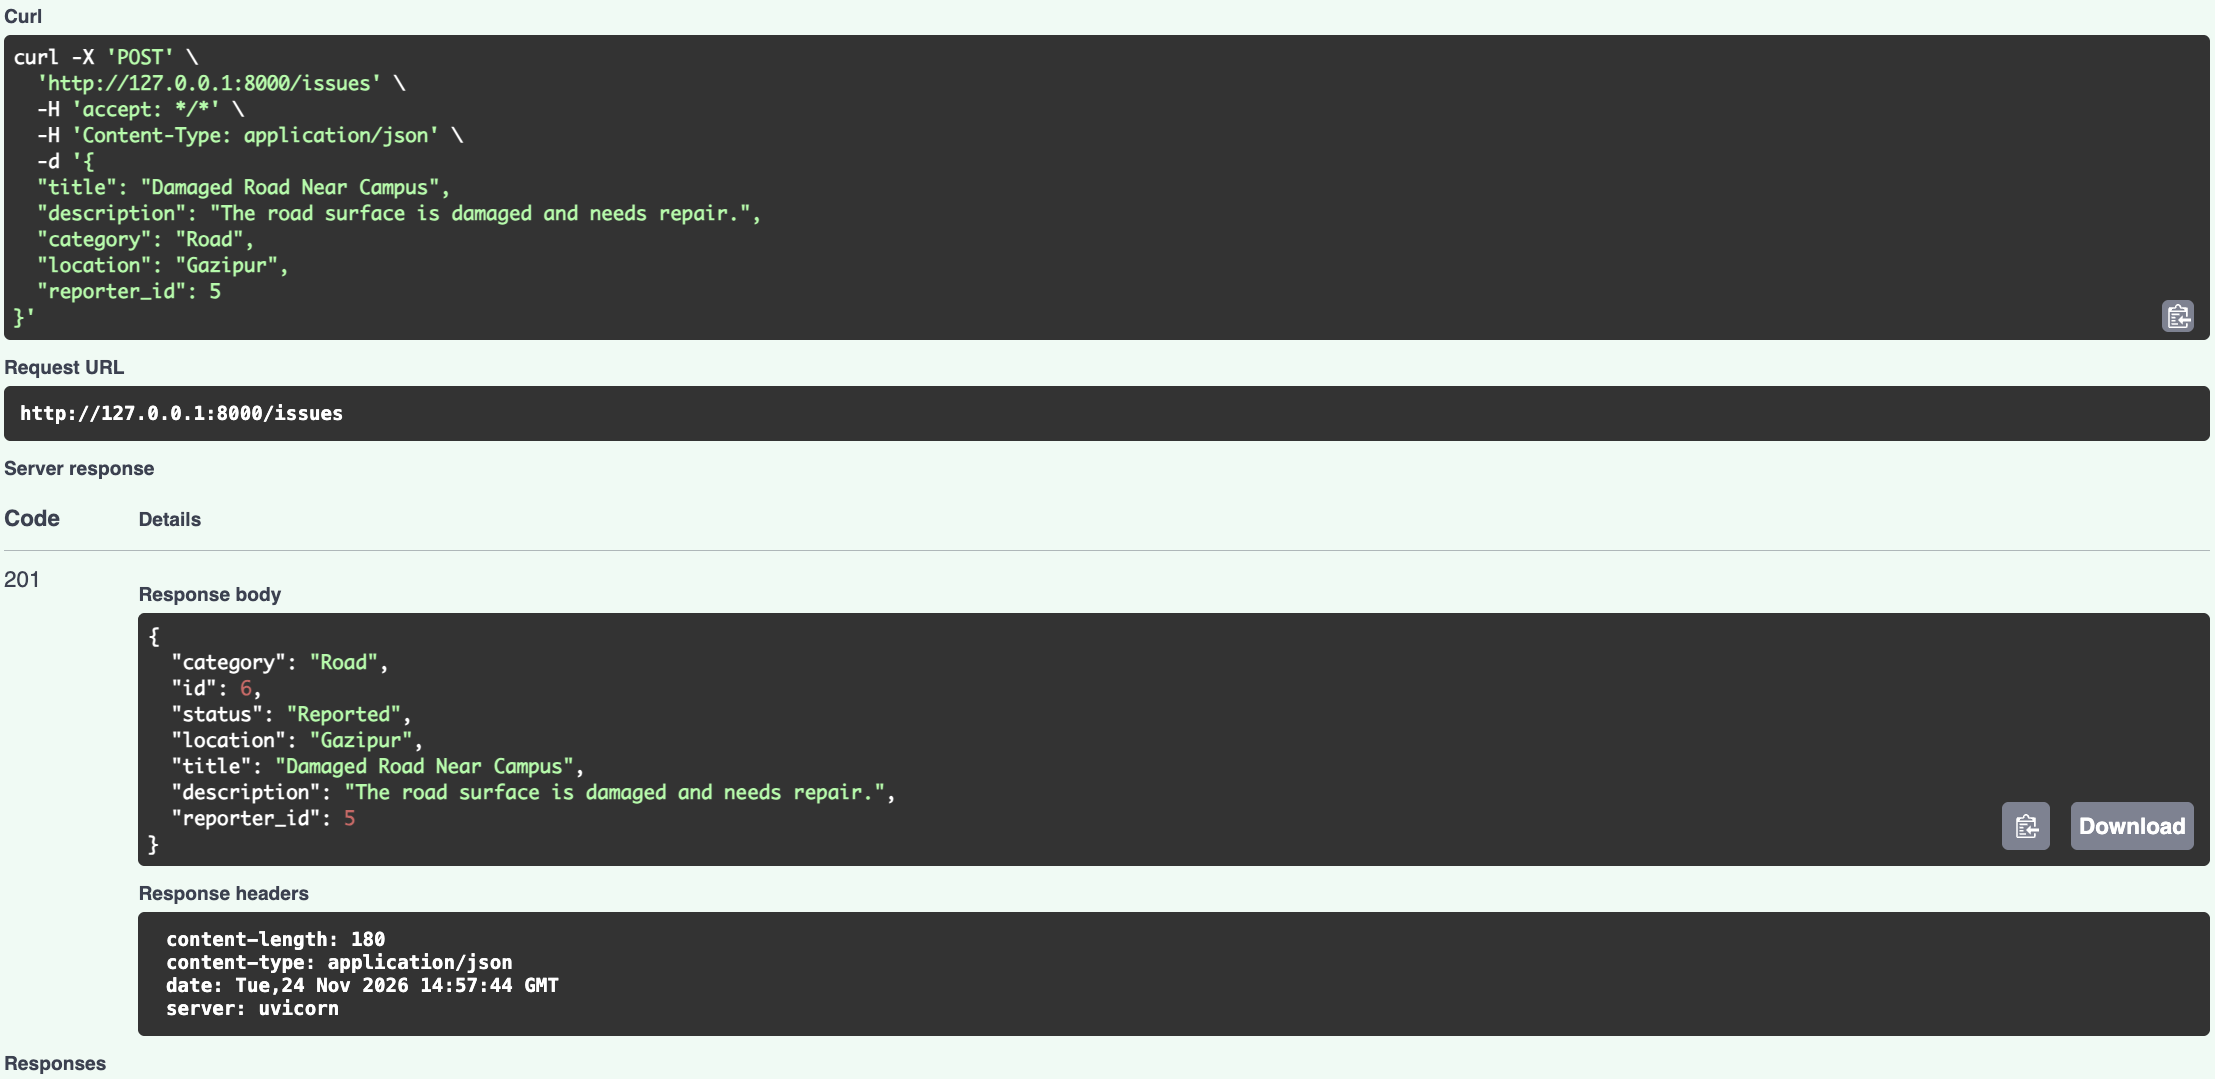 Curl
curl -X 'POST' \
  'http://127.0.0.1:8000/issues' \
  -H 'accept: */*' \
  -H 'Content-Type: application/json' \
  -d '{
  "title": "Damaged Road Near Campus",
  "description": "The road surface is damaged and needs repair.",
  "category": "Road",
  "location": "Gazipur",
  "reporter_id": 5
}'
Request URL
http://127.0.0.1:8000/issues
Server response
Code Details
201
Response body
{
  "category": "Road",
  "id": 6,
  "status": "Reported",
  "location": "Gazipur",
  "title": "Damaged Road Near Campus",
  "description": "The road surface is damaged and needs repair.",
  "reporter_id": 5
}
Download
Response headers
content-length: 180
content-type: application/json
date: Tue,24 Nov 2026 14:57:44 GMT
server: uvicorn
Responses